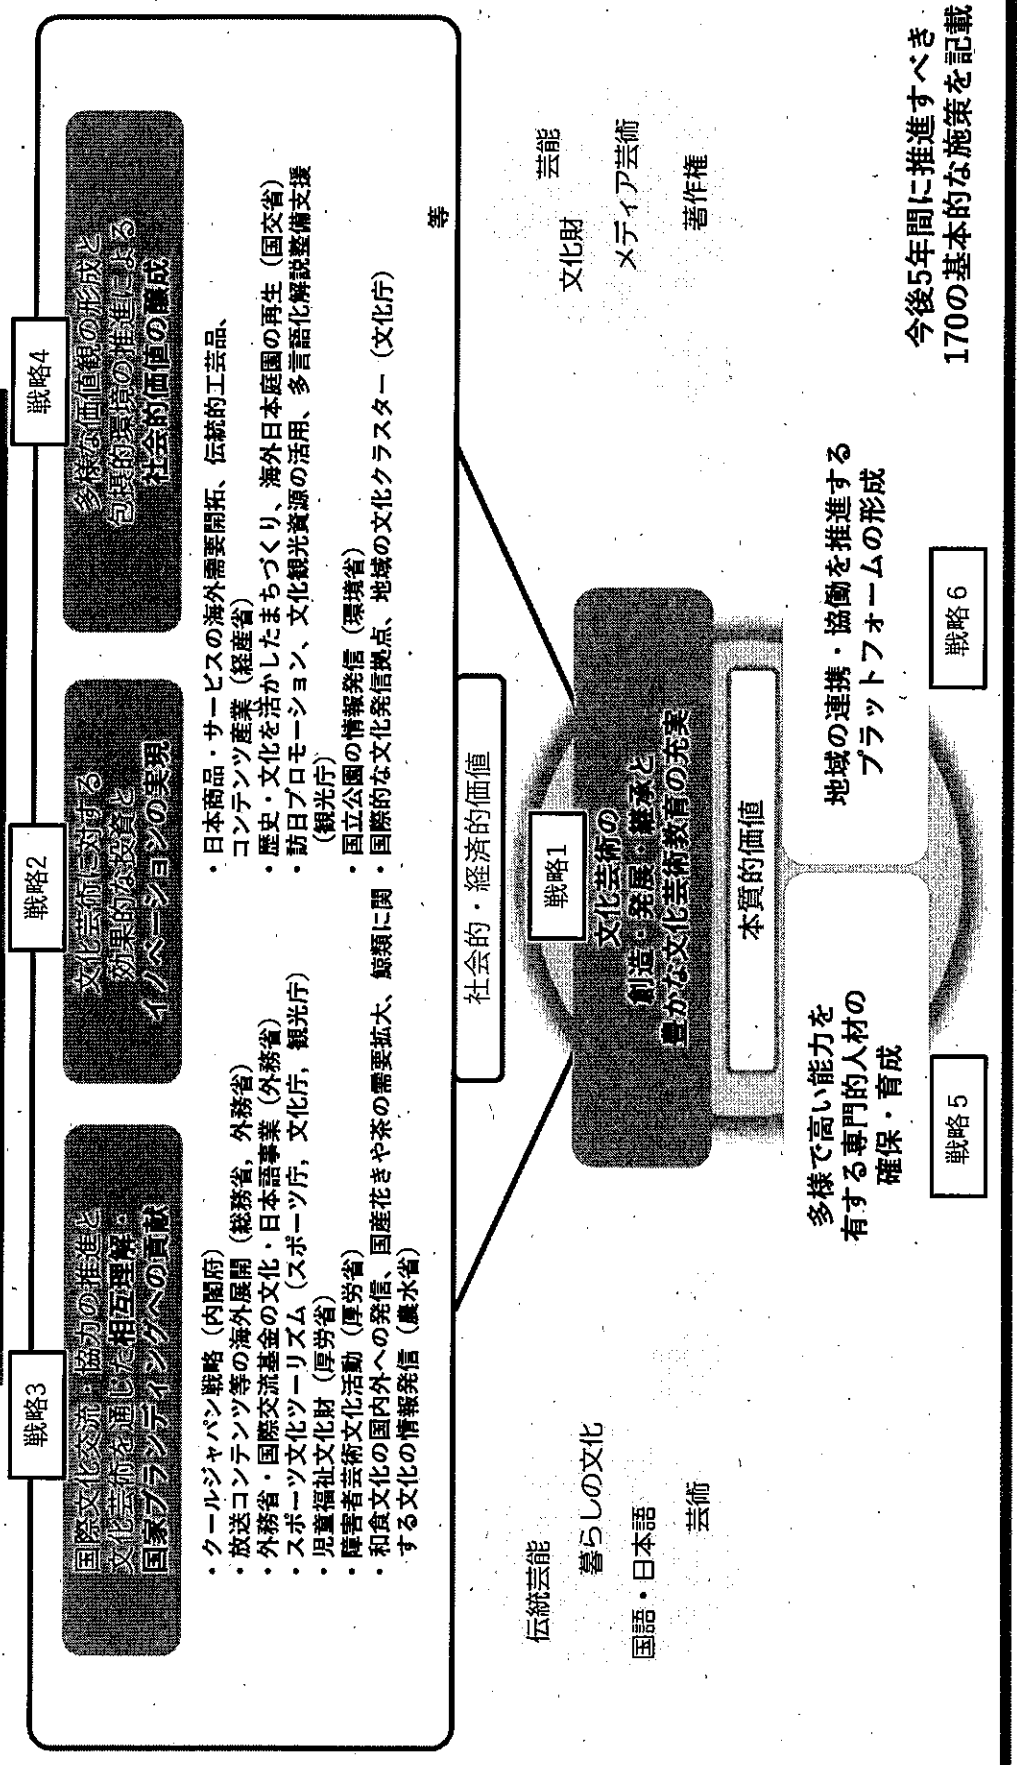 戦略3
国際文化交流・協力の推進と
文化芸術を通じた相互理解・
国家ブランディングへの貢献
戦略2
文化芸術に対する
効果的な投資と
イノベーションの実現
戦略4
多様な価値観の形成と
包摂的環境の推進による
社会的価値の醸成
・クールジャパン戦略（内閣府）
・放送コンテンツ等の海外展開（総務省，外務省）
・外務省・国際交流基金の文化・日本語事業（外務省）
・スポーツ文化ツーリズム（スポーツ庁，文化庁，観光庁）
・児童福祉文化財（厚労省）
・障害者芸術文化活動（厚労省）
・和食文化の国内外への発信、国産花きや茶の需要拡大、鯨類に関
する文化の情報発信（農水省）
・日本商品・サービスの海外需要開拓、伝統的工芸品、
コンテンツ産業（経産省）
・歴史・文化を活かしたまちづくり、海外日本庭園の再生（国交省）
・訪日プロモーション、文化観光資源の活用、多言語化解説整備支援
（観光庁）
・国立公園の情報発信（環境省）
・国際的な文化発信拠点、地域の文化クラスター（文化庁）
等
社会的・経済的価値
戦略1
文化芸術の
創造・発展・継承と
豊かな文化芸術教育の充実
本質的価値
伝統芸能
暮らしの文化
国語・日本語
芸術
芸能
文化財
メディア芸術
著作権
多様で高い能力を
有する専門的人材の
確保・育成
戦略5
地域の連携・協働を推進する
プラットフォームの形成
戦略6
今後5年間に推進すべき
170の基本的な施策を記載